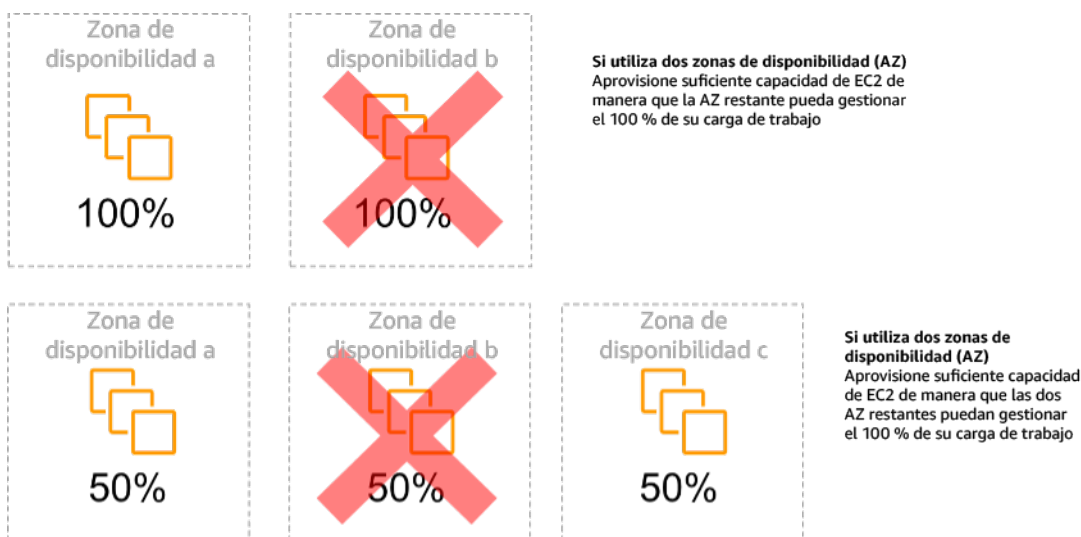 Zona de
disponibilidad a
100%
Zona de
disponibilidad b
100%
Si utiliza dos zonas de disponibilidad (AZ)
Aprovisione suficiente capacidad de EC2 de
manera que la AZ restante pueda gestionar
el 100 % de su carga de trabajo
Zona de
disponibilidad a
50%
Zona de
disponibilidad b
50%
Zona de
disponibilidad c
50%
Si utiliza dos zonas de
disponibilidad (AZ)
Aprovisione suficiente capacidad
de EC2 de manera que las dos
AZ restantes puedan gestionar
el 100 % de su carga de trabajo